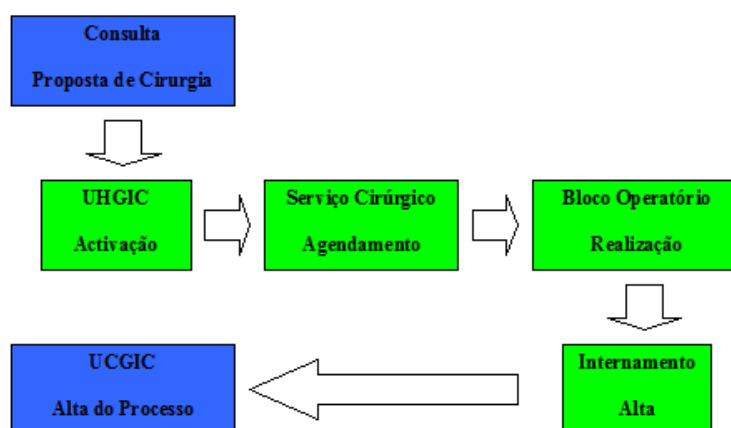 Consulta
Proposta de Cirurgia
UHGIC
Activação
Serviço Cirúrgico
Agendamento
Bloco Operatório
Realização
Internamento
Alta
UCGIC
Alta do Processo